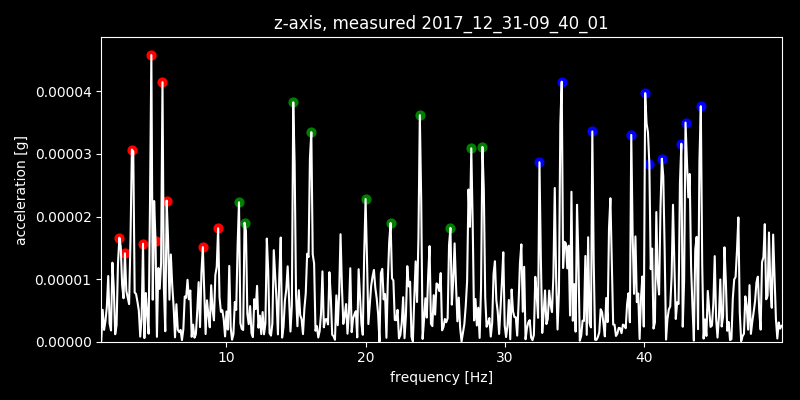 z-axis, measured 2017_12_31-09_40_01
0.00004
0.00003
0.00002
0.00001
0.00000
acceleration [g]
10 20 30 40
frequency [Hz]